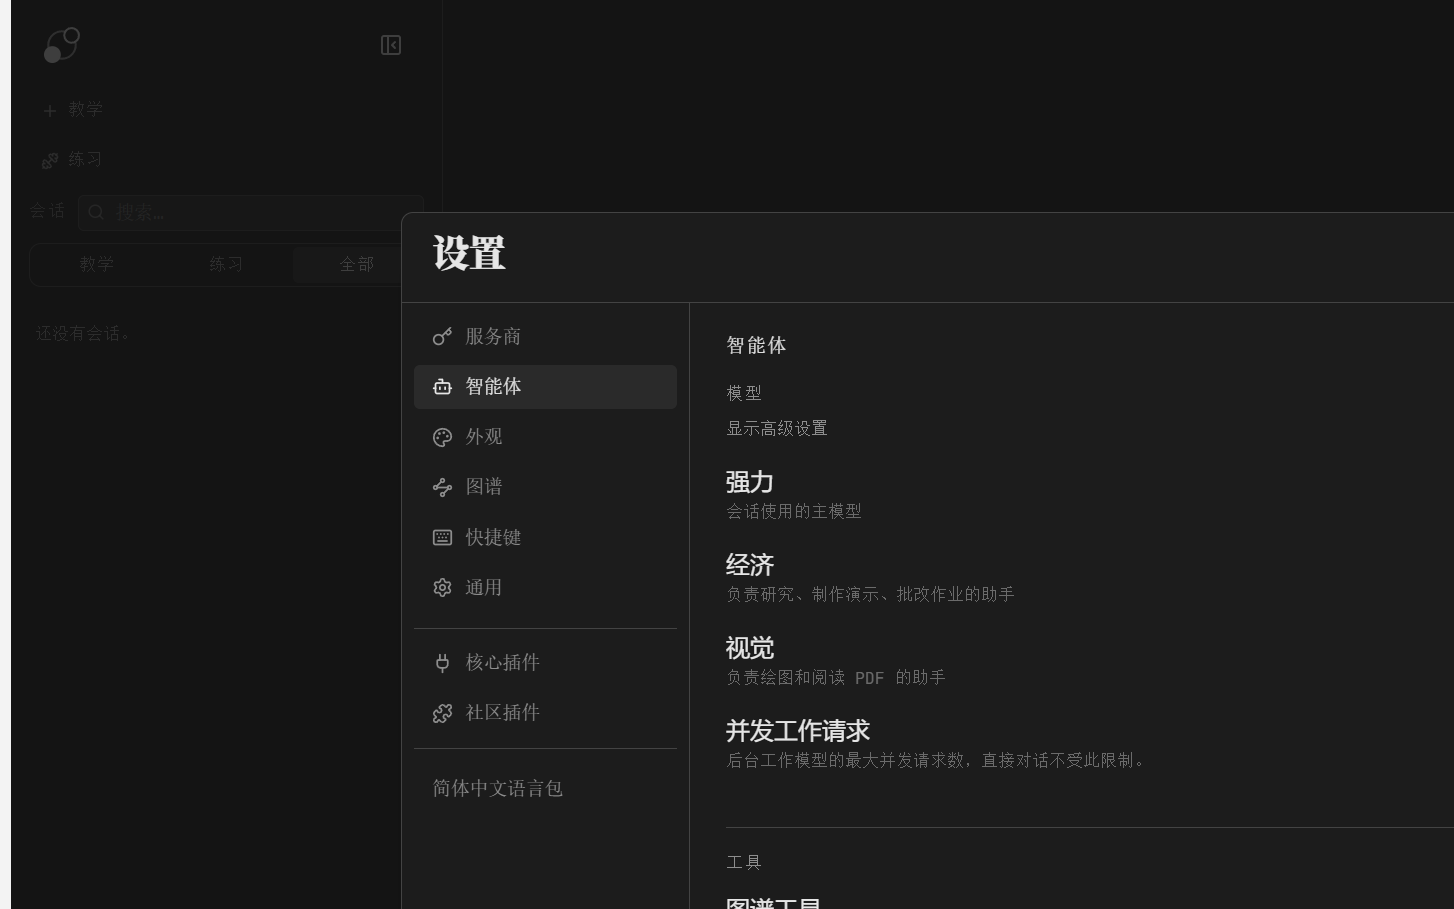 教学
练习
会话
搜索…
教学
练习
全部
还没有会话。
设置
服务商
智能体
外观
图谱
快捷键
通用
核心插件
社区插件
简体中文语言包
智能体
模型
显示高级设置
强力
会话使用的主模型
经济
负责研究、制作演示、批改作业的助手
视觉
负责绘图和阅读 PDF 的助手
并发工作请求
后台工作模型的最大并发请求数，直接对话不受此限制。
工具
图谱工具